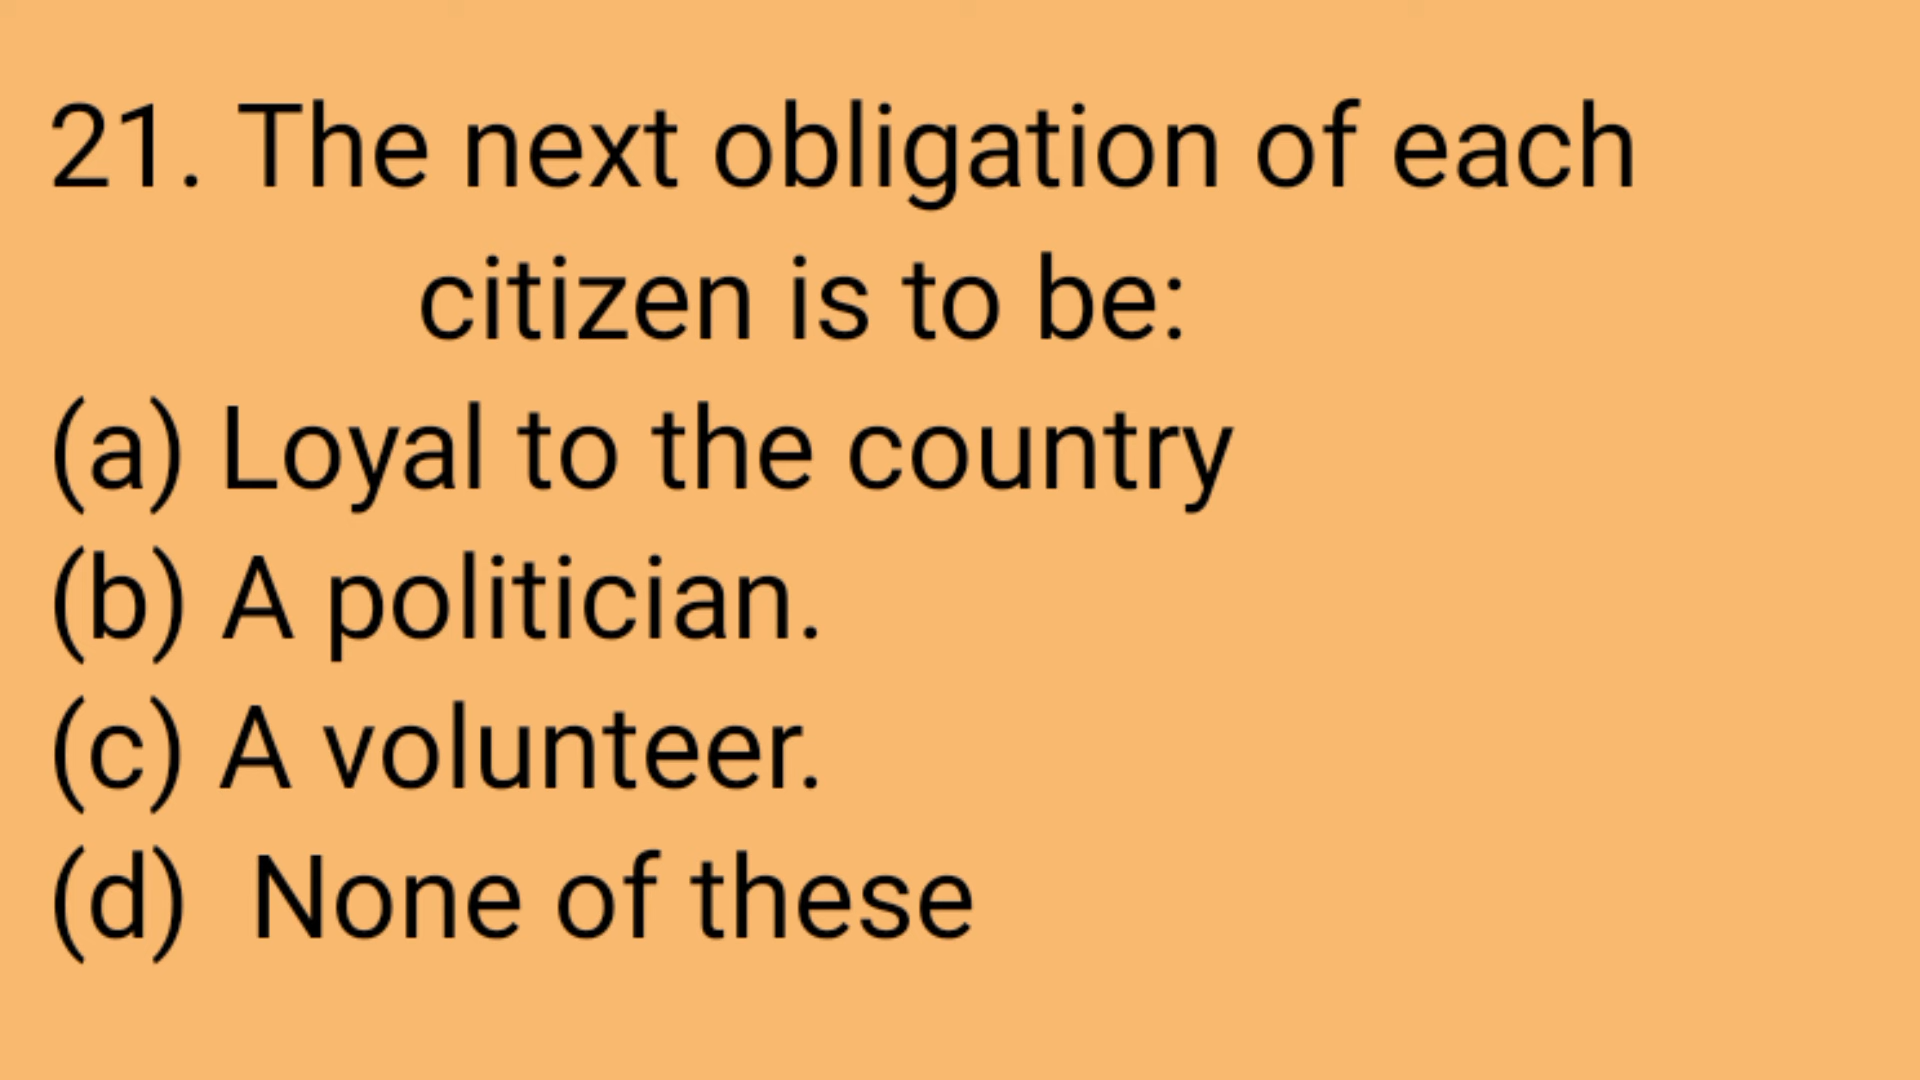 21. The next obligation of each
citizen is to be:
(a) Loyal to the country
(b) A politician.
(c) A volunteer.
(d) None of these